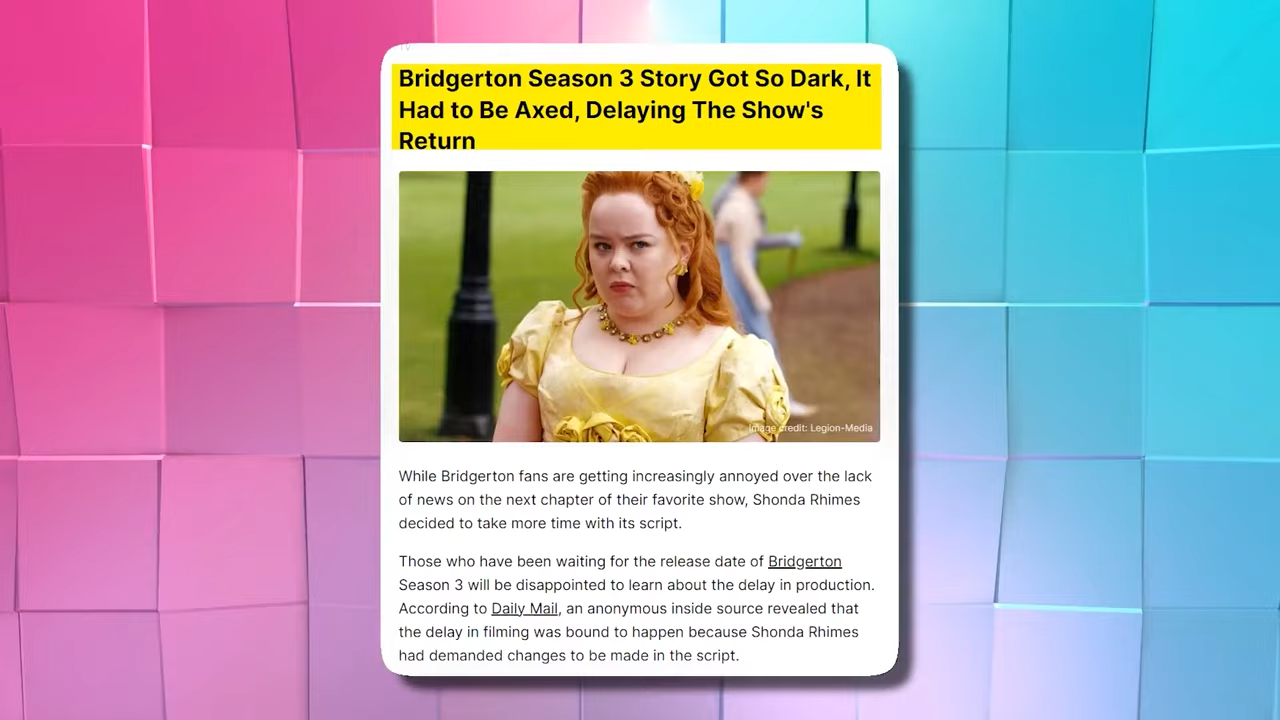 TV
Bridgerton Season 3 Story Got So Dark, It
Had to Be Axed, Delaying The Show's
Return
Image credit: Legion-Media
While Bridgerton fans are getting increasingly annoyed over the lack
of news on the next chapter of their favorite show, Shonda Rhimes
decided to take more time with its script.
Those who have been waiting for the release date of Bridgerton
Season 3 will be disappointed to learn about the delay in production.
According to Daily Mail, an anonymous inside source revealed that
the delay in filming was bound to happen because Shonda Rhimes
had demanded changes to be made in the script.